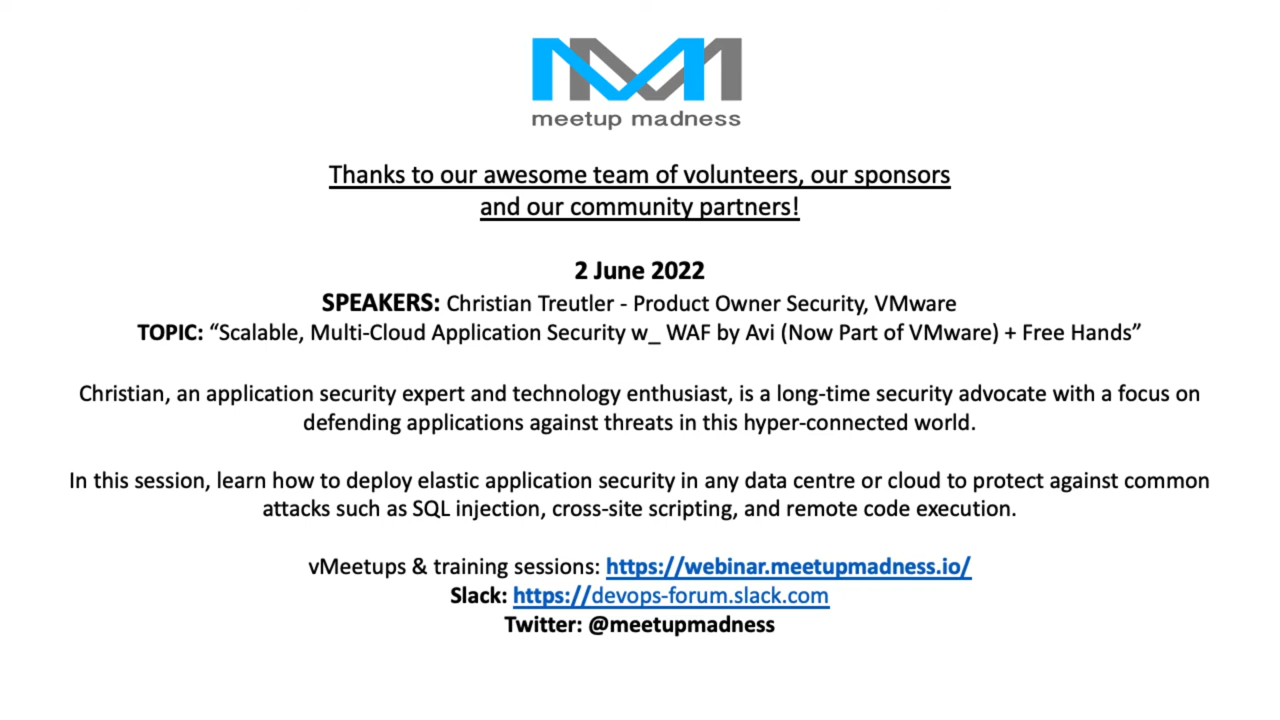 meetup madness
Thanks to our awesome team of volunteers, our sponsors
and our community partners!
2 June 2022
SPEAKERS: Christian Treutler - Product Owner Security, VMware
TOPIC: “Scalable, Multi-Cloud Application Security w_ WAF by Avi (Now Part of VMware) + Free Hands”
Christian, an application security expert and technology enthusiast, is a long-time security advocate with a focus on
defending applications against threats in this hyper-connected world.
In this session, learn how to deploy elastic application security in any data centre or cloud to protect against common
attacks such as SQL injection, cross-site scripting, and remote code execution.
vMeetups & training sessions: https://webinar.meetupmadness.io/
Slack: https://devops-forum.slack.com
Twitter: @meetupmadness